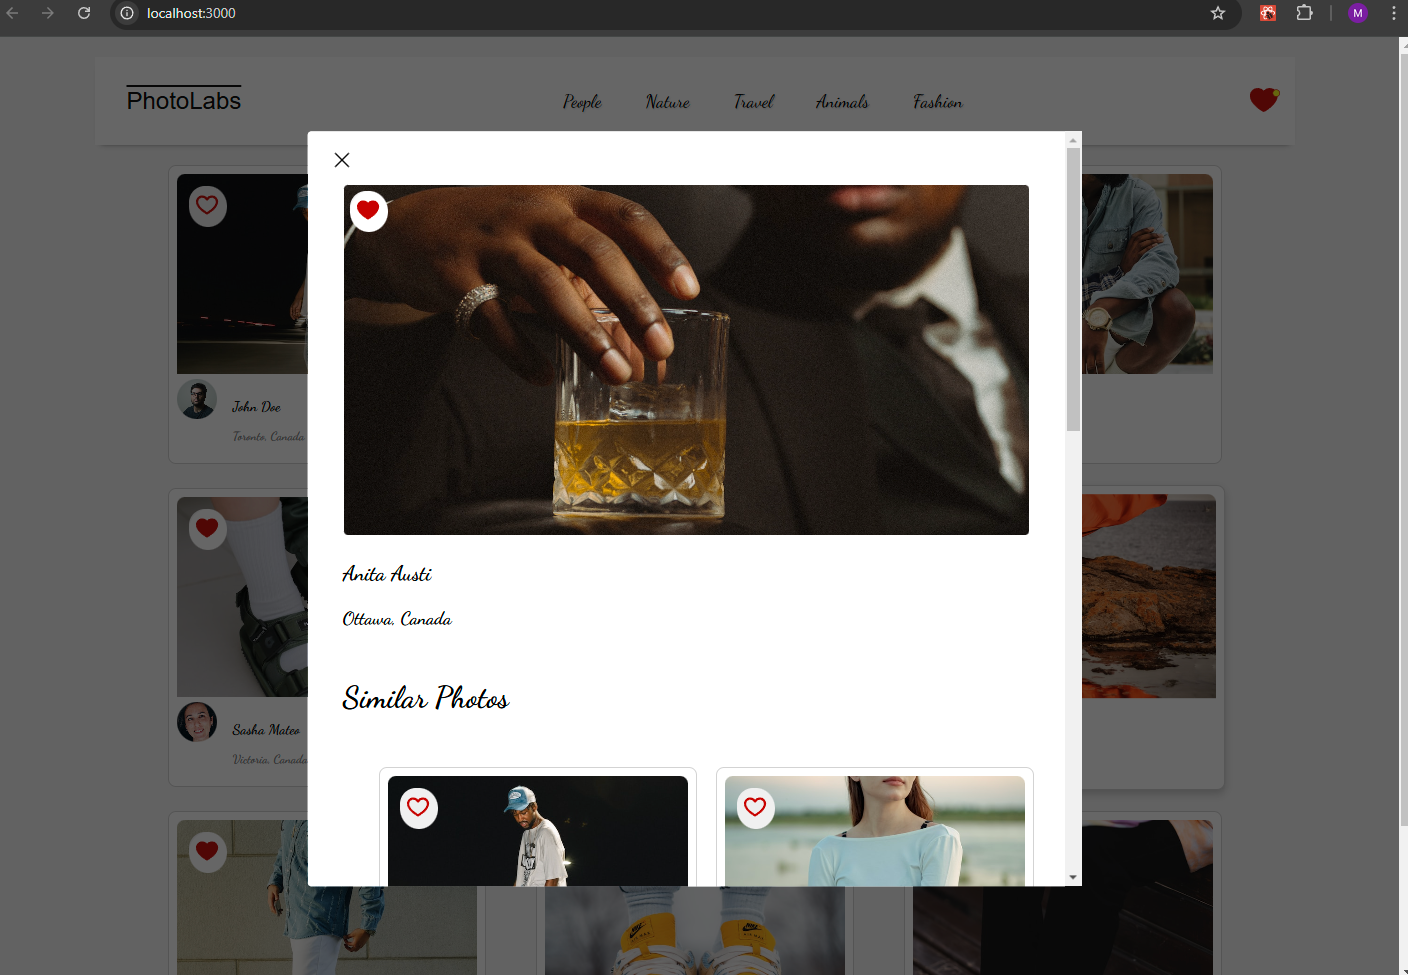 localhost:3000
M
PhotoLabs
People Nature Travel Animals Fashion
John Doe
Toronto, Canada
Anita Austi
Ottawa, Canada
Similar Photos
Sasha Mateo
Victoria, Canada